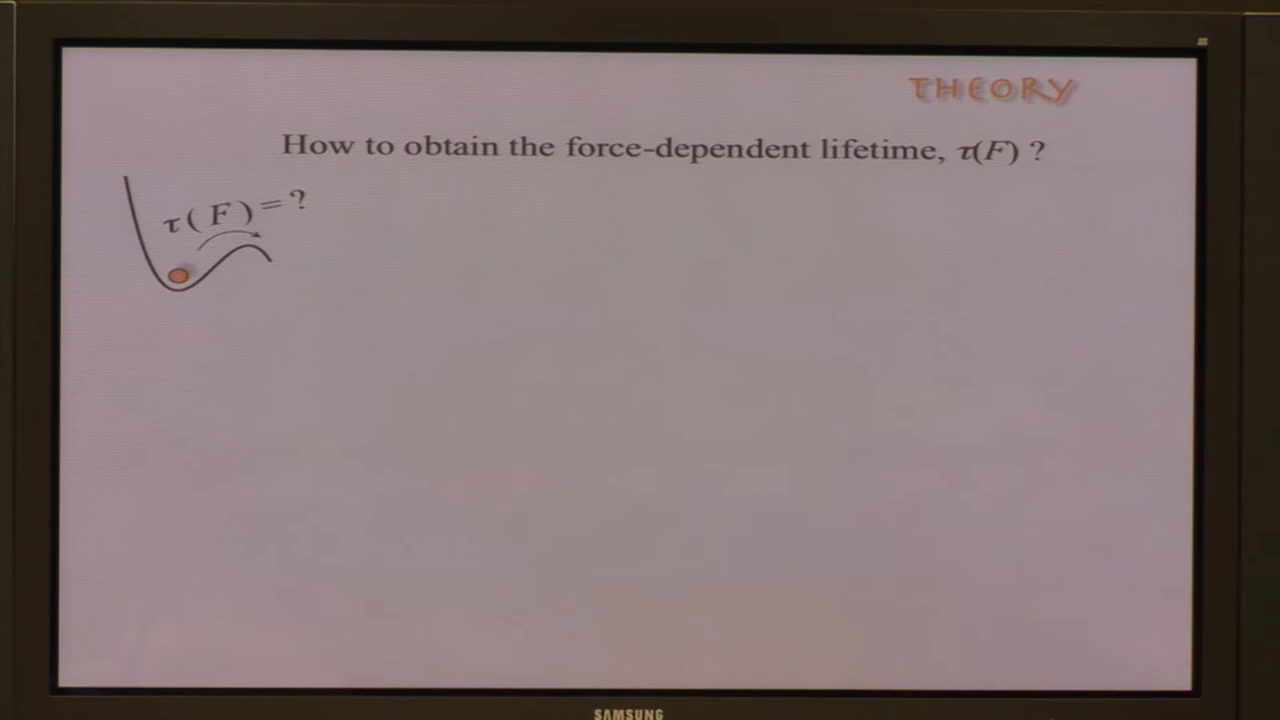 THEORY
How to obtain the force-dependent lifetime, τ(F) ?
τ(F)=?
SAMSUNG